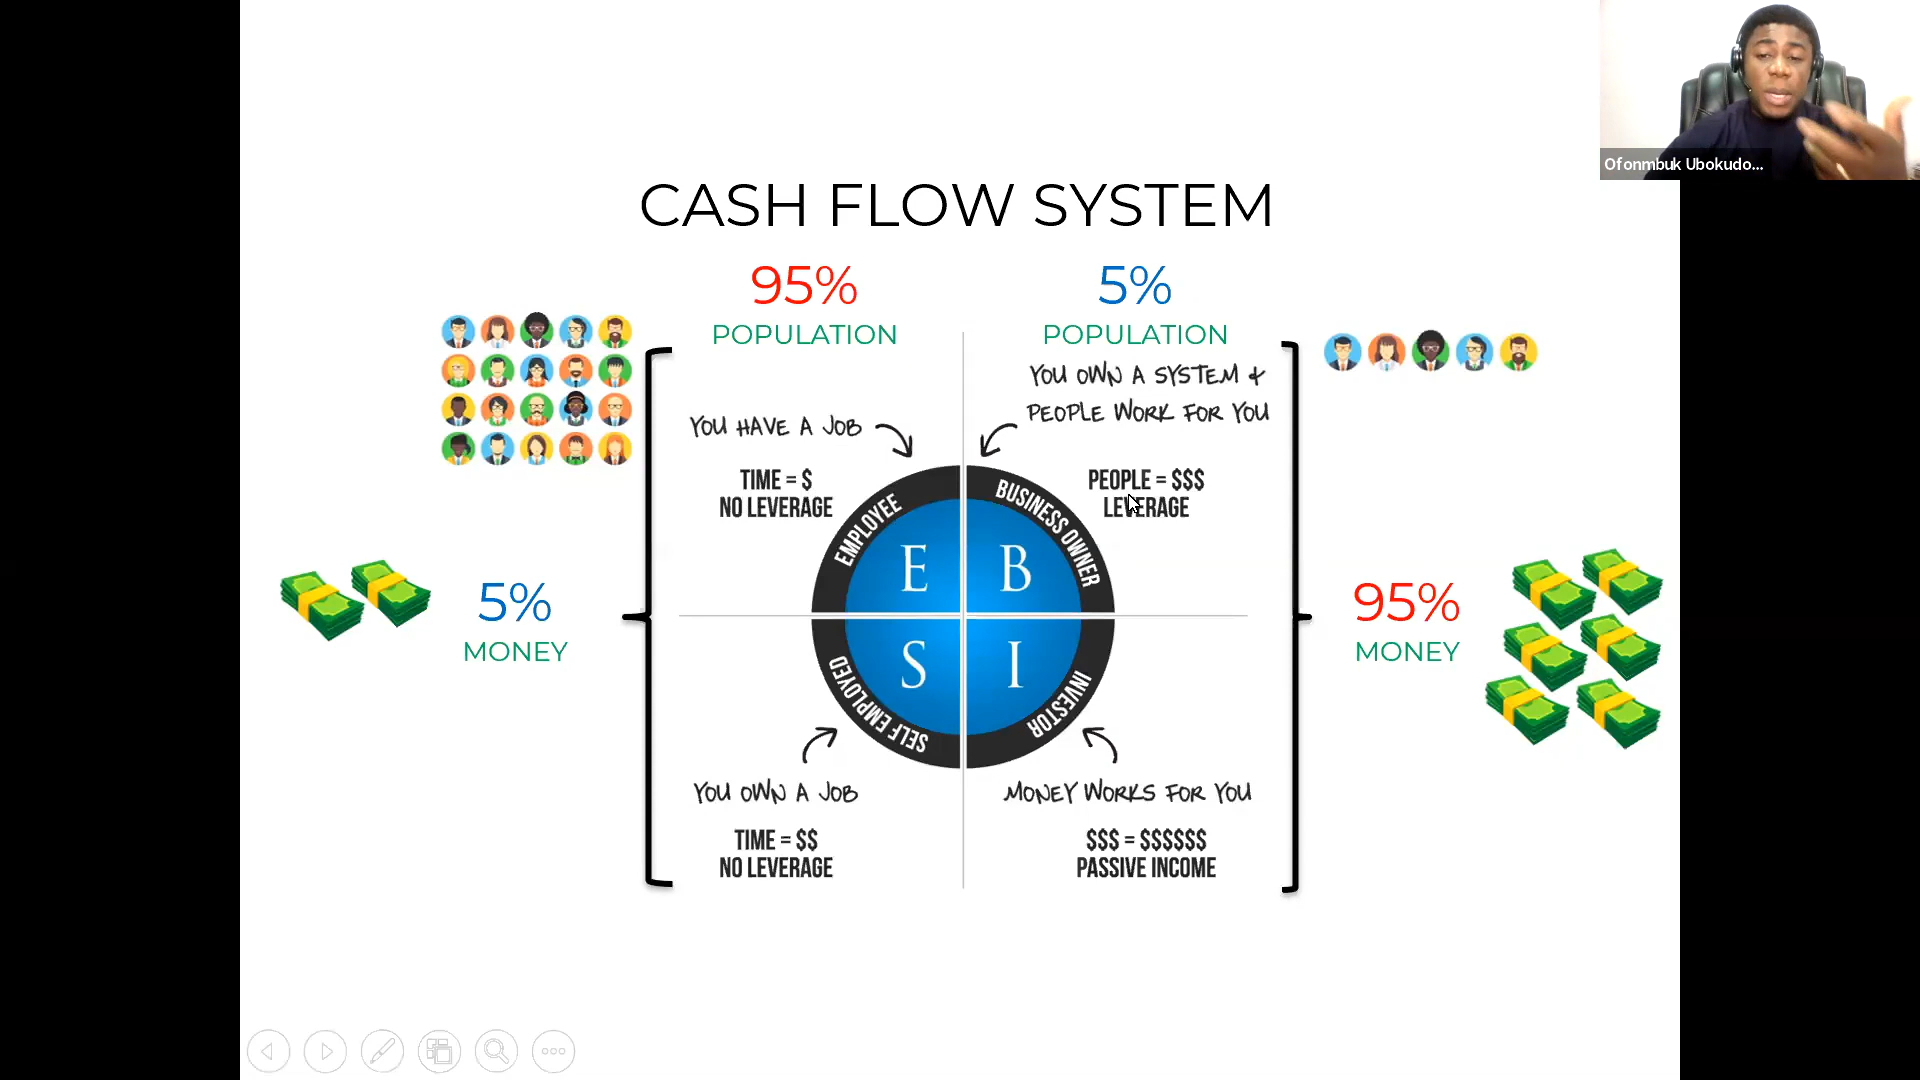 Ofonmbuk Ubokudo...
CASH FLOW SYSTEM
95%
POPULATION
5%
POPULATION
YOU HAVE A JOB
TIME = $
NO LEVERAGE
YOU OWN A SYSTEM &
PEOPLE WORK FOR YOU
PEOPLE = $$$
LEVERAGE
EMPLOYEE
E
BUSINESS OWNER
B
5%
MONEY
95%
MONEY
SELF EMPLOYED
S
INVESTOR
I
YOU OWN A JOB
TIME = $$
NO LEVERAGE
MONEY WORKS FOR YOU
$$$ = $$$$$$
PASSIVE INCOME